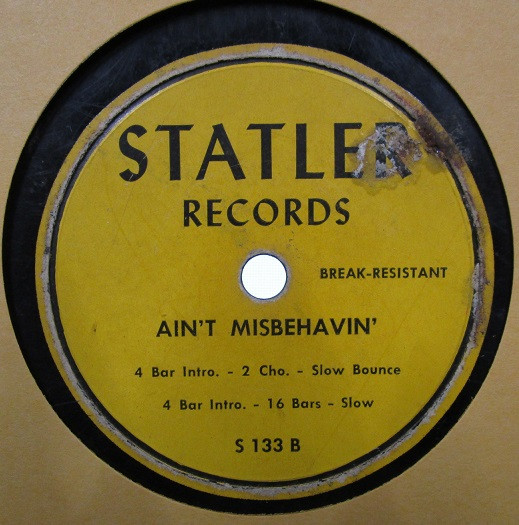 STATLER
RECORDS
BREAK-RESISTANT
AIN'T MISBEHAVIN'
4 Bar Intro. - 2 Cho. - Slow Bounce
4 Bar Intro. - 16 Bars - Slow
S 133 B